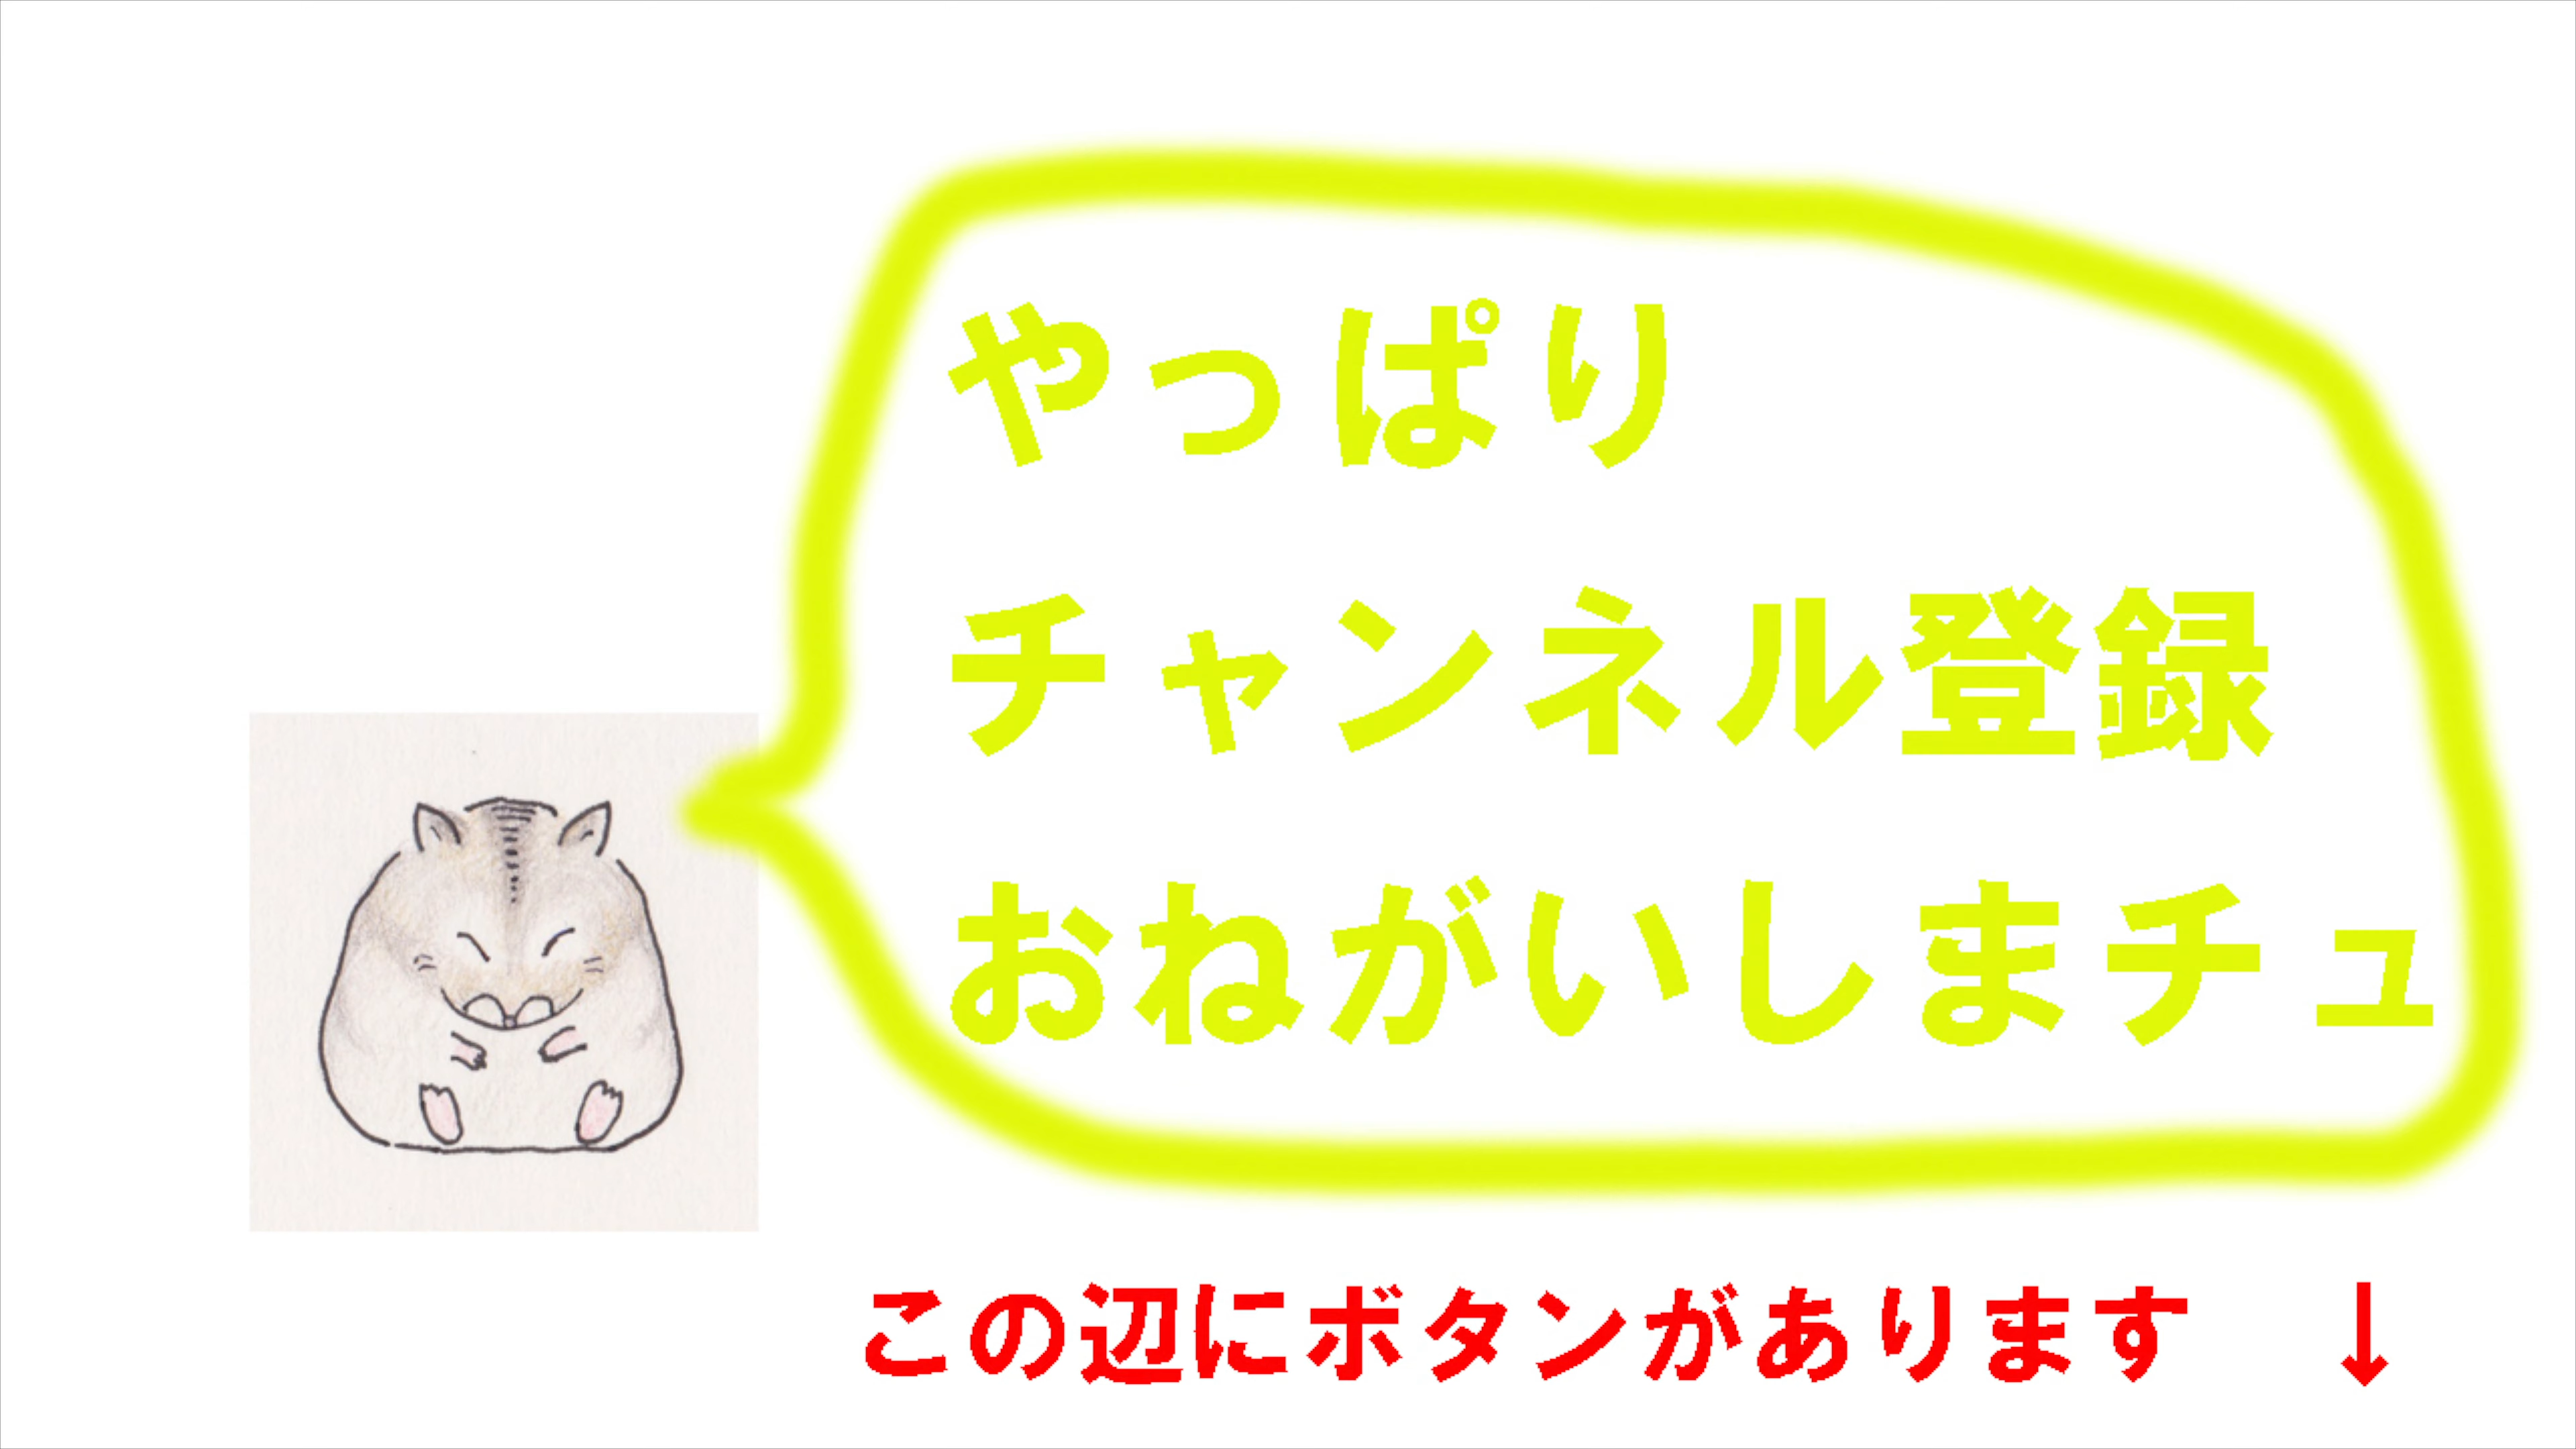 やっぱり
チャンネル登録
おねがいしまチュ
この辺にボタンがあります　↓